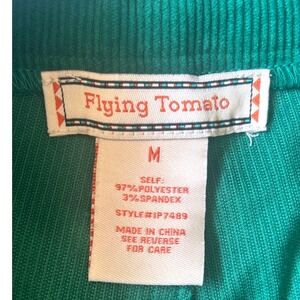 Flying Tomato
M
SELF:
97%POLYESTER
3%SPANDEX
STYLE#IP7489
MADE IN CHINA
SEE REVERSE
FOR CARE